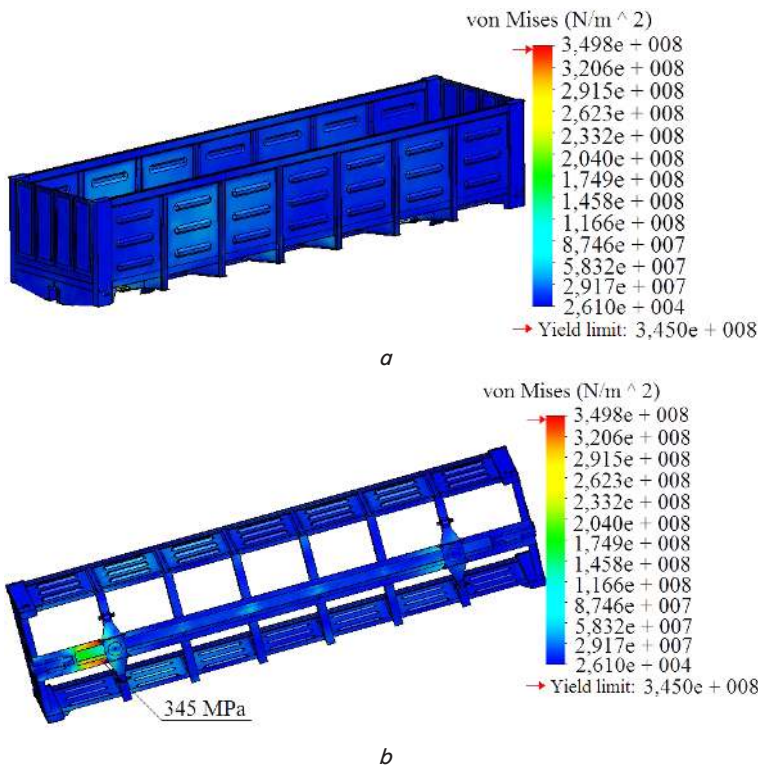 von Mises (N/m ^ 2)
3,498e + 008
3,206e + 008
2,915e + 008
2,623e + 008
2,332e + 008
2,040e + 008
1,749e + 008
1,458e + 008
1,166e + 008
8,746e + 007
5,832e + 007
2,917e + 007
2,610e + 004
Yield limit: 3,450e + 008
a
von Mises (N/m ^ 2)
3,498e + 008
3,206e + 008
2,915e + 008
2,623e + 008
2,332e + 008
2,040e + 008
1,749e + 008
1,458e + 008
1,166e + 008
8,746e + 007
5,832e + 007
2,917e + 007
2,610e + 004
Yield limit: 3,450e + 008
345 MPa
b